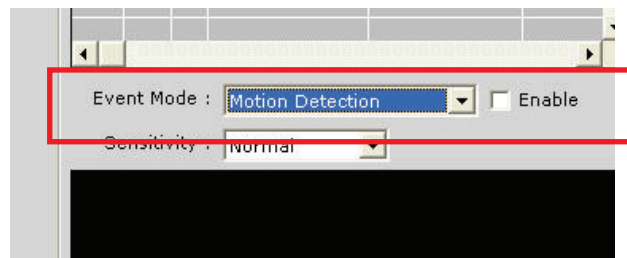 Event Mode : Motion Detection Enable
Sensitivity : Normal